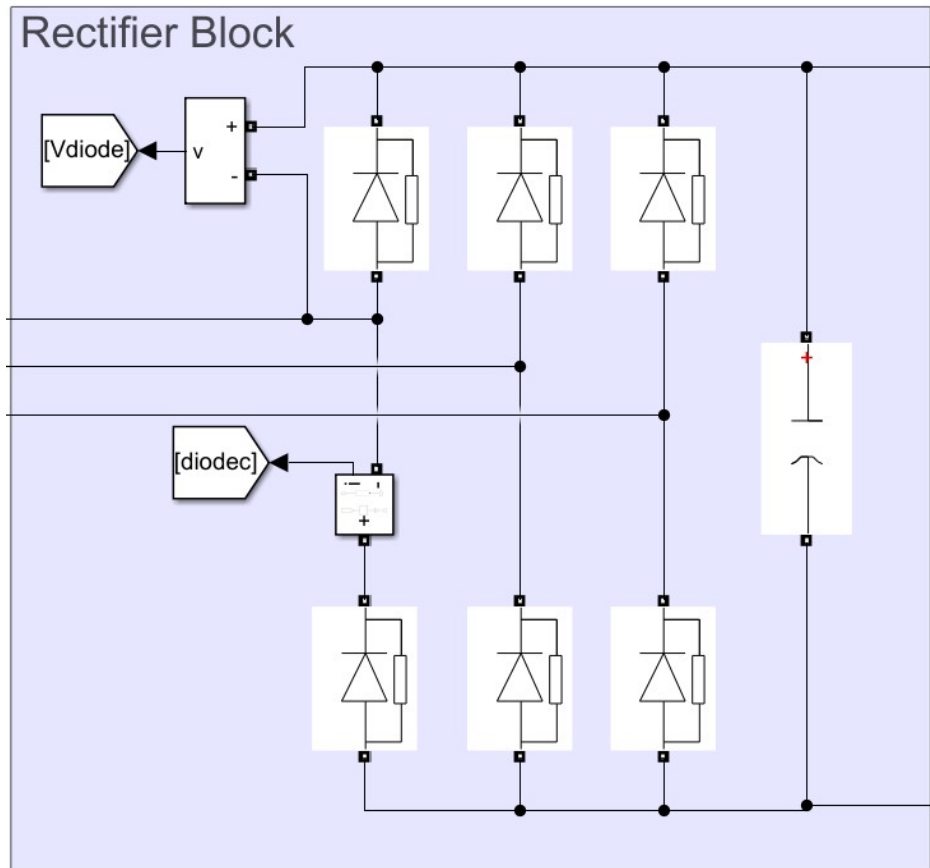 Rectifier Block
[Vdiode]
v
+
-
+
[diodec]
i
-
+